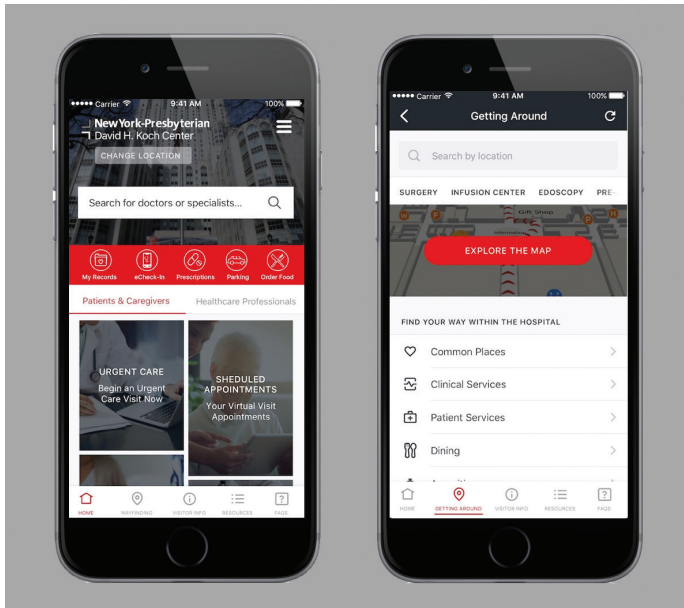 Carrier
9:41 AM
100%
NewYork-Presbyterian
David H. Koch Center
CHANGE LOCATION
Search for doctors or specialists...
My Records
eCheck-In
Prescriptions
Parking
Order Food
Patients & Caregivers
Healthcare Professionals
URGENT CARE
Begin an Urgent
Care Visit Now
SHEDULED
APPOINTMENTS
Your Virtual Visit
Appointments
HOME
WAYFINDING
VISITOR INFO
RESOURCES
FAQS
Carrier
9:41 AM
100%
Getting Around
Search by location
SURGERY INFUSION CENTER EDOSCOPY PRE-
Gift Shop
EXPLORE THE MAP
FIND YOUR WAY WITHIN THE HOSPITAL
Common Places
Clinical Services
Patient Services
Dining
HOME
GETTING AROUND
VISITOR INFO
RESOURCES
FAQS